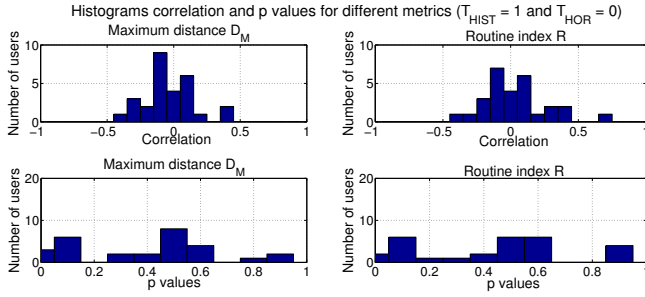 Histograms correlation and p values for different metrics (T_HIST = 1 and T_HOR = 0)
Maximum distance D_M
Number of users
10
5
0
−1
−0.5
0
0.5
1
Correlation
Routine index R
Number of users
10
5
0
−1
−0.5
0
0.5
1
Correlation
Maximum distance D_M
Number of users
20
10
0
0
0.2
0.4
0.6
0.8
1
p values
Routine index R
Number of users
20
10
0
0
0.2
0.4
0.6
0.8
1
p values